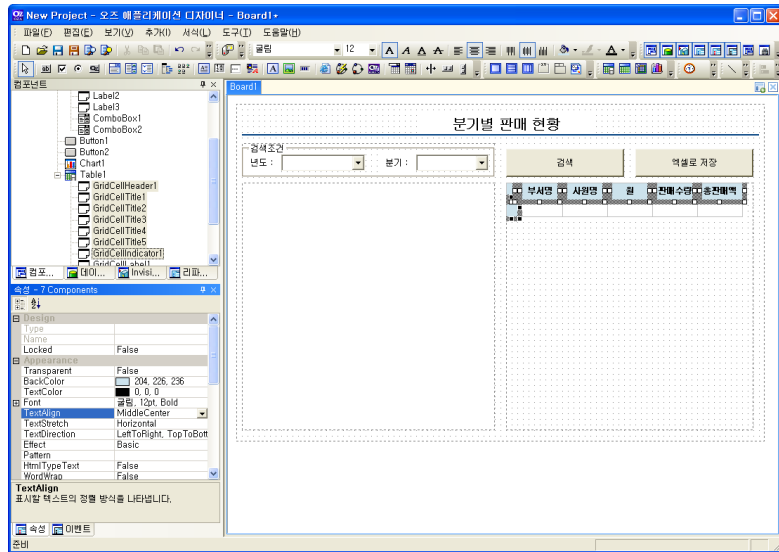 New Project - 오즈 애플리케이션 디자이너 - Board1*
파일(F) 편집(E) 보기(V) 추가(I) 서식(L) 도구(T) 도움말(H)
굴림 12
컴포넌트
Board1
Label2
Label3
ComboBox1
ComboBox2
Button1
Button2
Chart1
Table1
GridCellHeader1
GridCellTitle1
GridCellTitle2
GridCellTitle3
GridCellTitle4
GridCellTitle5
GridCellIndicator1
GridCellLabel1
컴포... 데이... Invisi... 리파...
분기별 판매 현황
검색조건
년도 : 분기 : 검색 엑셀로 저장
부서명 사원명 월 판매수량 총판매액
속성 - 7 Components
Design
Type
Name
Locked False
Appearance
Transparent False
BackColor 204, 226, 236
TextColor 0, 0, 0
Font 굴림, 12pt, Bold
TextAlign MiddleCenter
TextStretch Horizontal
TextDirection LeftToRight, TopToBott
Effect Basic
Pattern
HtmlTypeText False
WordWrap False
TextAlign
표시할 텍스트의 정렬 방식을 나타냅니다.
속성 이벤트
준비